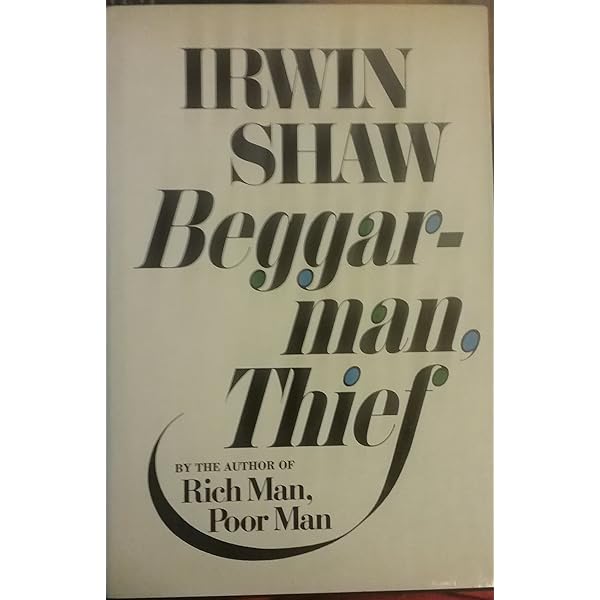 IRWIN
SHAW
Beggar-
man,
Thief
BY THE AUTHOR OF
Rich Man,
Poor Man